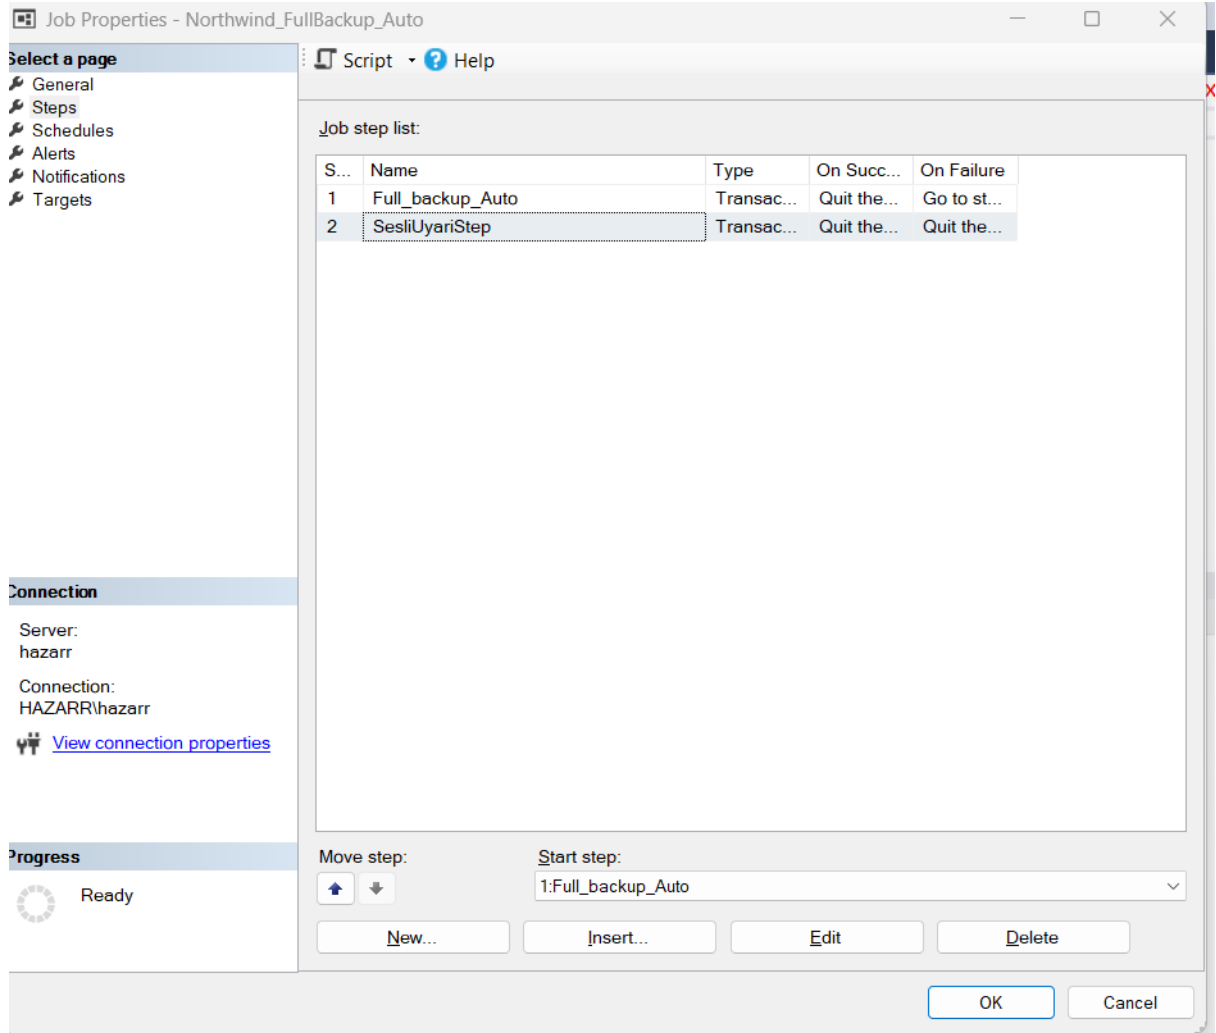 Job Properties - Northwind_FullBackup_Auto
Select a page
General
Steps
Schedules
Alerts
Notifications
Targets
Script
Help
Job step list:
S... Name Type On Succ... On Failure
1 Full_backup_Auto Transac... Quit the... Go to st...
2 SesliUyariStep Transac... Quit the... Quit the...
Connection
Server:
hazarr
Connection:
HAZARR\hazarr
View connection properties
Progress
Ready
Move step:
Start step:
1:Full_backup_Auto
New...
Insert...
Edit
Delete
OK
Cancel